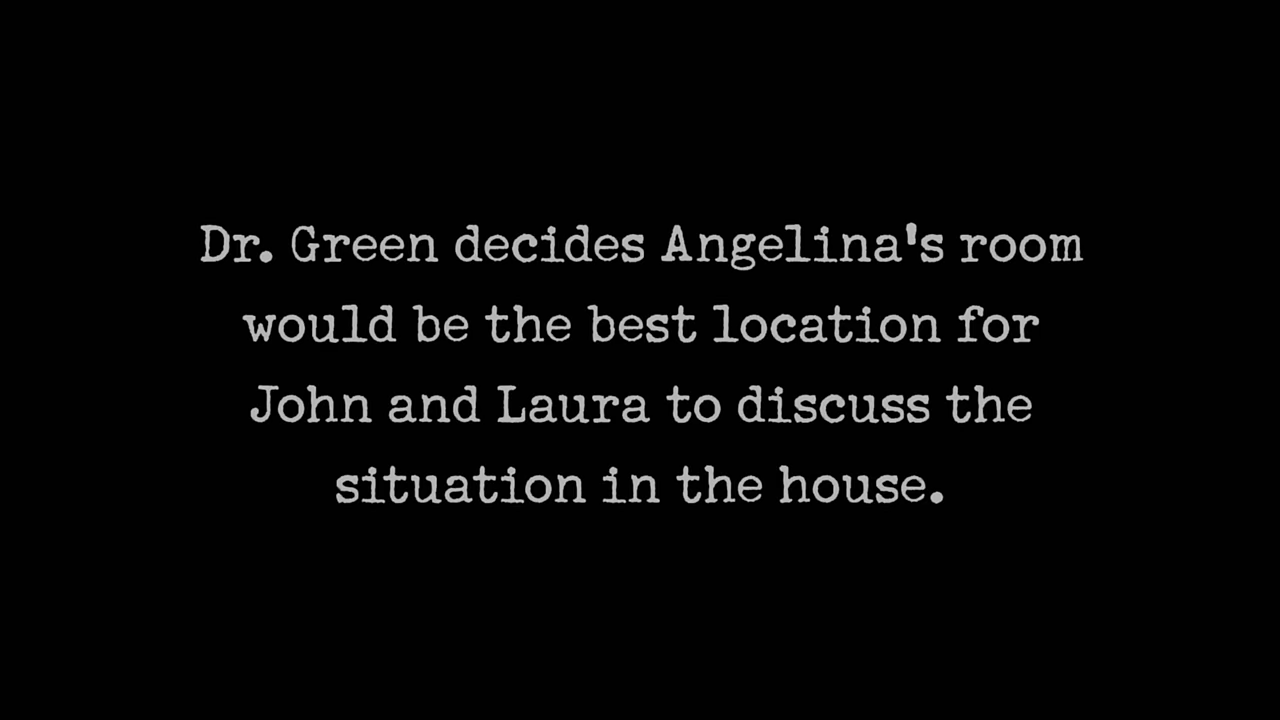 Dr. Green decides Angelina's room
would be the best location for
John and Laura to discuss the
situation in the house.